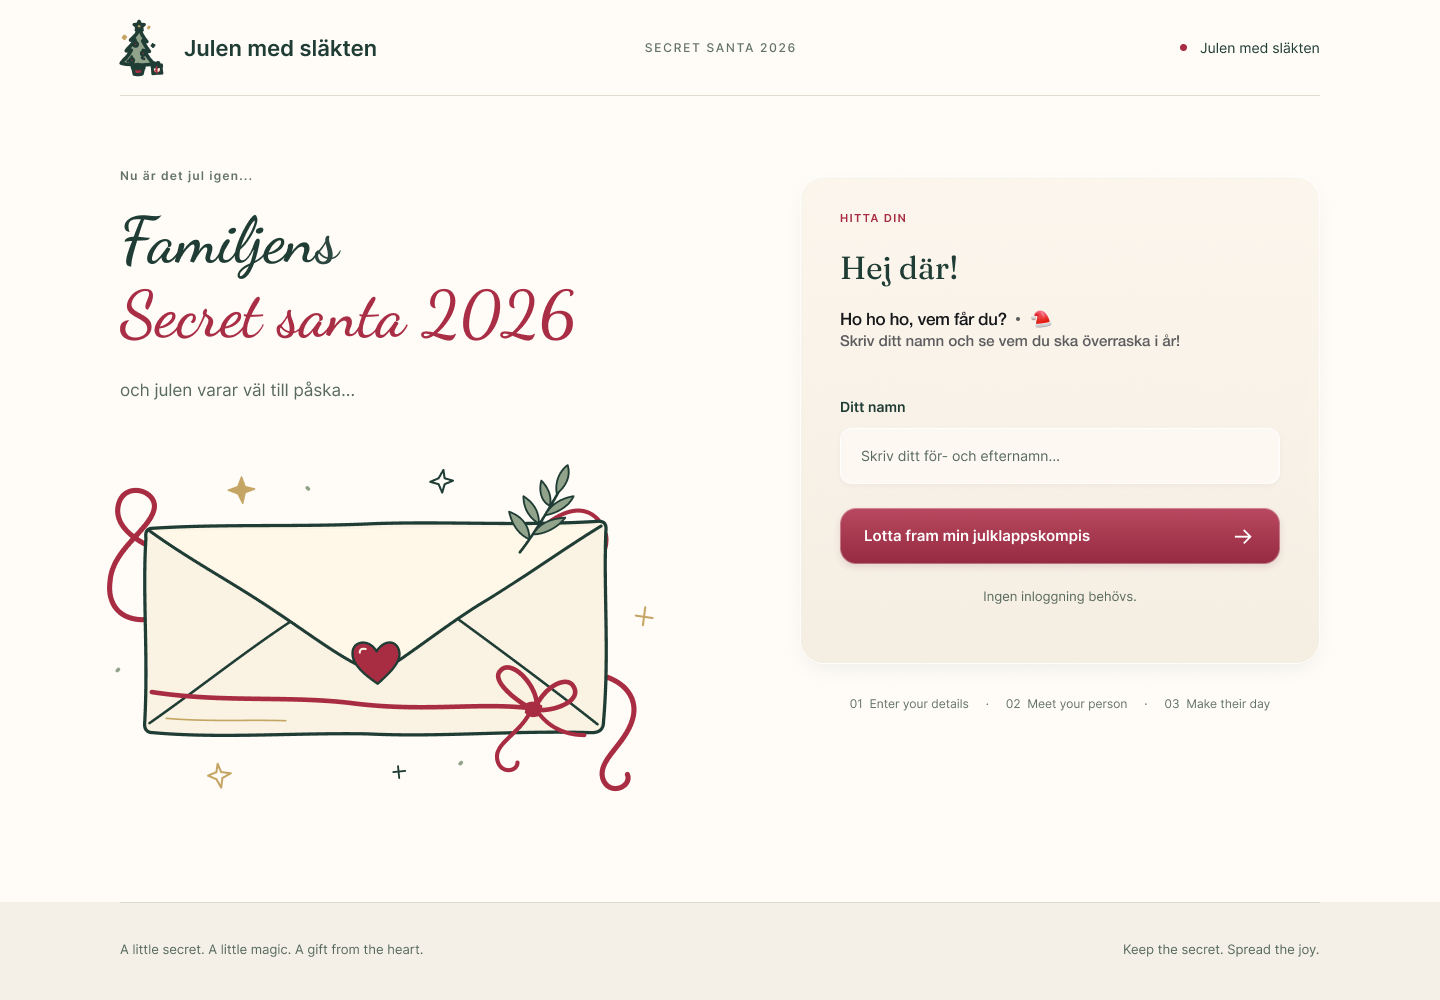 Julen med släkten
SECRET SANTA 2026
Julen med släkten
Nu är det jul igen...
Familjens
Secret santa 2026
och julen varar väl till påska...
HITTA DIN
Hej där!
Ho ho ho, vem får du? • 🎅
Skriv ditt namn och se vem du ska överraska i år!
Ditt namn
Skriv ditt för- och efternamn...
Lotta fram min julklappskompis →
Ingen inloggning behövs.
01 Enter your details · 02 Meet your person · 03 Make their day
A little secret. A little magic. A gift from the heart.
Keep the secret. Spread the joy.